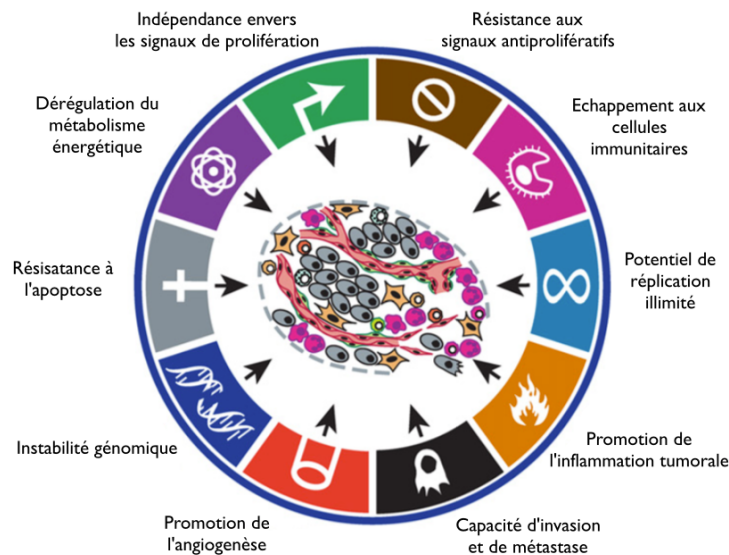 Indépendance envers
les signaux de prolifération
Résistance aux
signaux antiprolifératifs
Dérégulation du
métabolisme
énergétique
Echappement aux
cellules
immunitaires
Résisatance à
l'apoptose
Potentiel de
réplication
illimité
Instabilité génomique
Promotion de
l'inflammation tumorale
Promotion de
l'angiogenèse
Capacité d'invasion
et de métastase